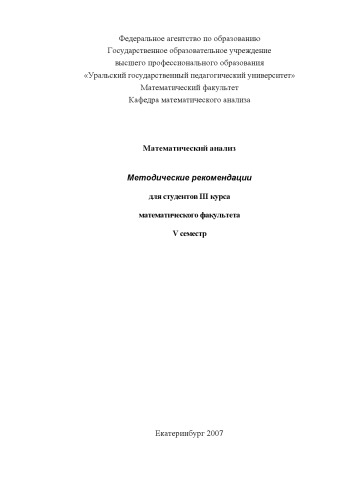 Федеральное агентство по образованию
Государственное образовательное учреждение
высшего профессионального образования
«Уральский государственный педагогический университет»
Математический факультет
Кафедра математического анализа
Математический анализ
Методические рекомендации
для студентов III курса
математического факультета
V семестр
Екатеринбург 2007